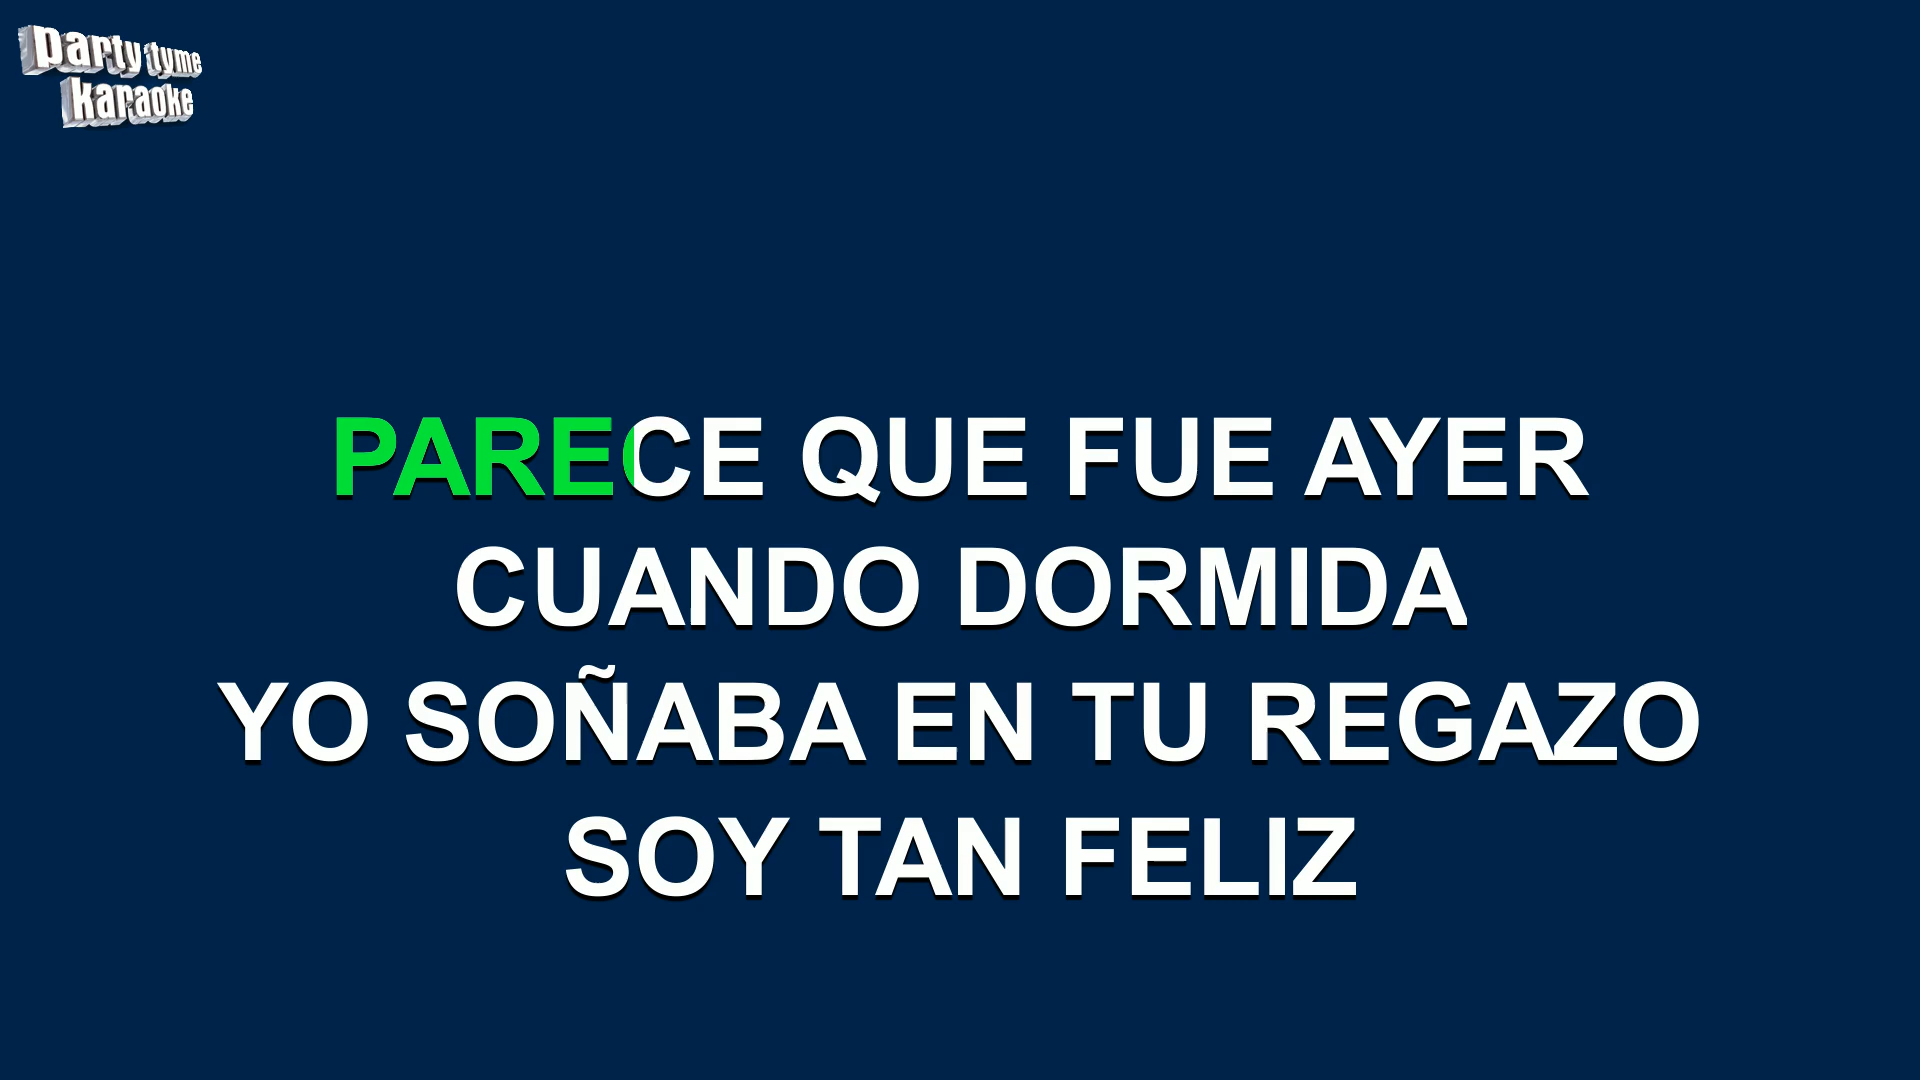 party tyme
karaoke
PARECE QUE FUE AYER
CUANDO DORMIDA
YO SOÑABA EN TU REGAZO
SOY TAN FELIZ